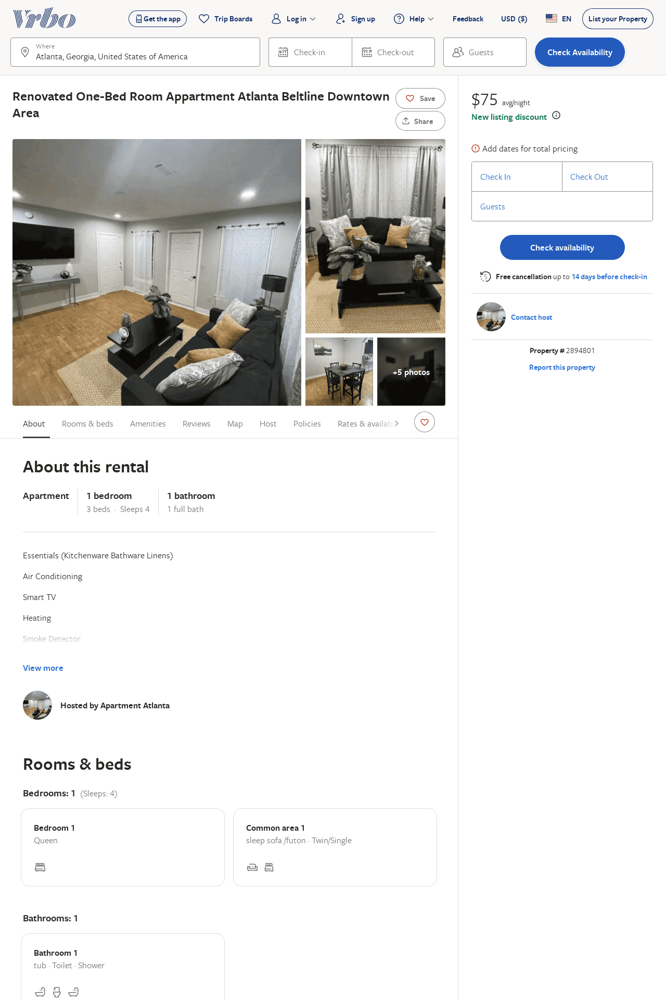 Vrbo
Get the app
Trip Boards
Log in
Sign up
Help
Feedback
USD ($)
EN
List your Property
Where
Atlanta, Georgia, United States of America
Check-in
Check-out
Guests
Check Availability
Renovated One-Bed Room Appartment Atlanta Beltline Downtown
Area
Save
Share
+5 photos
$75 avg/night
New listing discount
Add dates for total pricing
Check In
Check Out
Guests
Check availability
Free cancellation up to 14 days before check-in
Contact host
Property # 2894801
Report this property
About
Rooms & beds
Amenities
Reviews
Map
Host
Policies
Rates & availab
About this rental
Apartment
1 bedroom
3 beds · Sleeps 4
1 bathroom
1 full bath
Essentials (Kitchenware Bathware Linens)
Air Conditioning
Smart TV
Heating
Smoke Detector
View more
Hosted by Apartment Atlanta
Rooms & beds
Bedrooms: 1 (Sleeps: 4)
Bedroom 1
Queen
Common area 1
sleep sofa /futon · Twin/Single
Bathrooms: 1
Bathroom 1
tub · Toilet · Shower